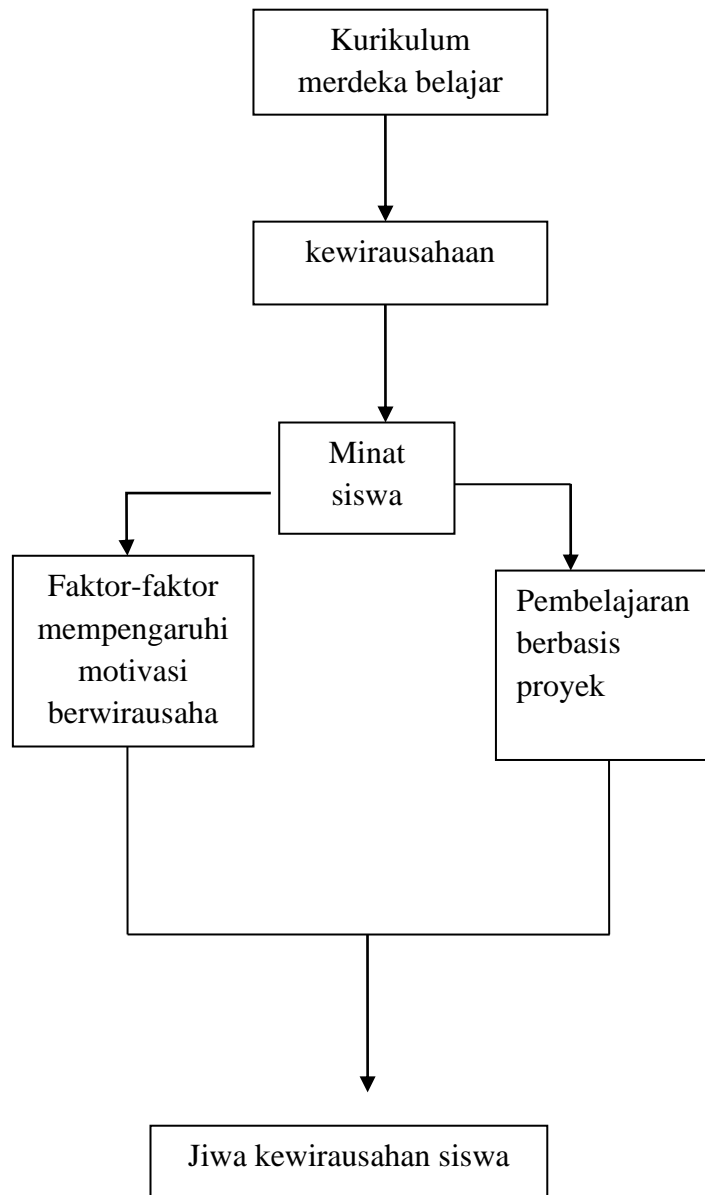 Kurikulum
merdeka belajar
kewirausahaan
Minat
siswa
Faktor-faktor
mempengaruhi
motivasi
berwirausaha
Pembelajaran
berbasis
proyek
Jiwa kewirausahan siswa